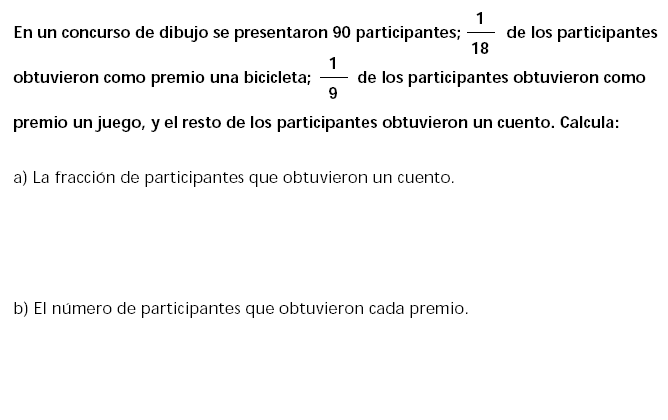 En un concurso de dibujo se presentaron 90 participantes; 1/18 de los participantes
obtuvieron como premio una bicicleta; 1/9 de los participantes obtuvieron como
premio un juego, y el resto de los participantes obtuvieron un cuento. Calcula:
a) La fracción de participantes que obtuvieron un cuento.
b) El número de participantes que obtuvieron cada premio.